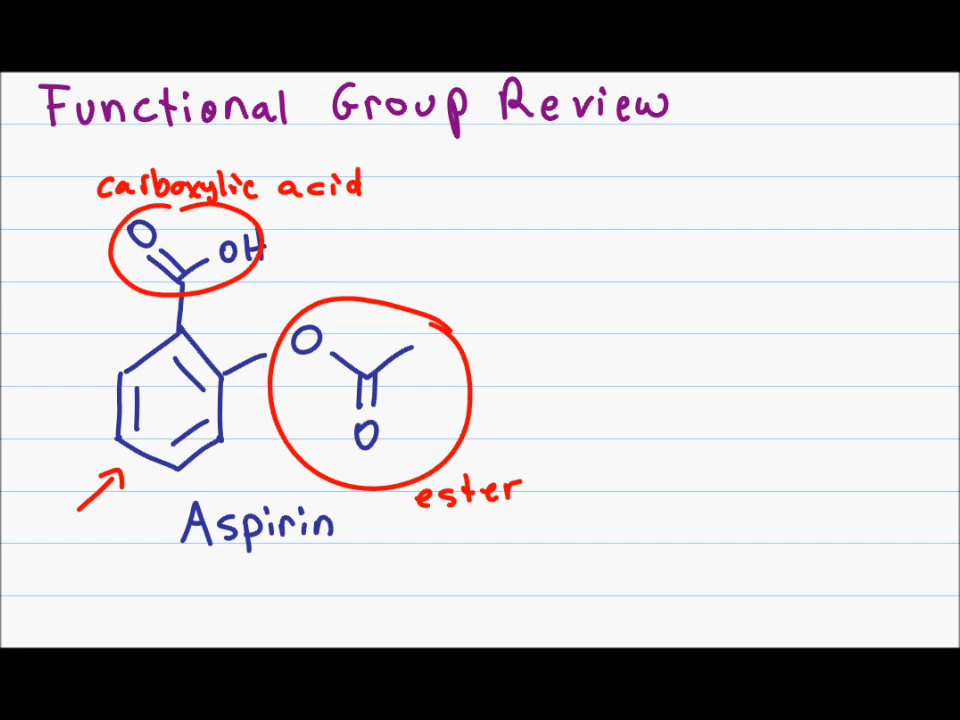 Functional Group Review
carboxylic acid
O
OH
O
O
ester
Aspirin